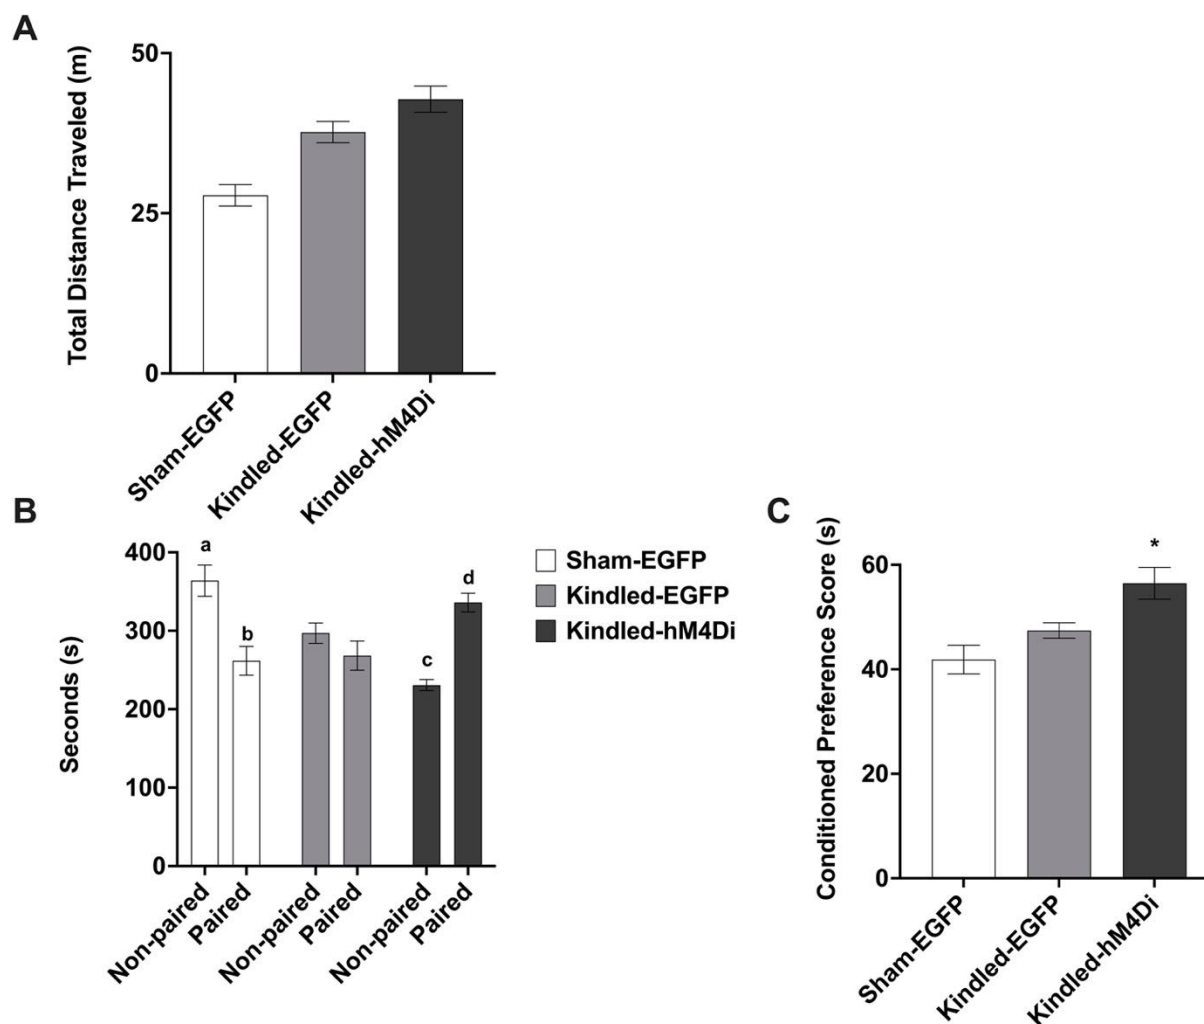 A
Total Distance Traveled (m)
50
25
0
Sham-EGFP
Kindled-EGFP
Kindled-hM4Di
B
Seconds (s)
400
300
200
100
0
a
b
c
d
Non-paired
Paired
Non-paired
Paired
Non-paired
Paired
Sham-EGFP
Kindled-EGFP
Kindled-hM4Di
C
Conditioned Preference Score (s)
60
40
20
0
*
Sham-EGFP
Kindled-EGFP
Kindled-hM4Di